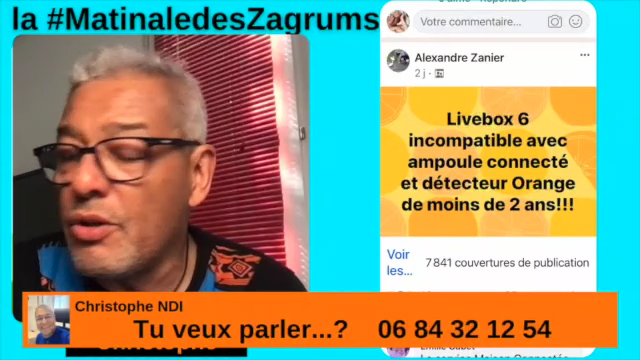 la #MatinaledesZagrums
Votre commentaire...
Alexandre Zanier
2 j ·
Livebox 6
incompatible avec
ampoule connecté
et détecteur Orange
de moins de 2 ans!!!
Voir
les...
7 841 couvertures de publication
Christophe NDI
Tu veux parler...? 06 84 32 12 54